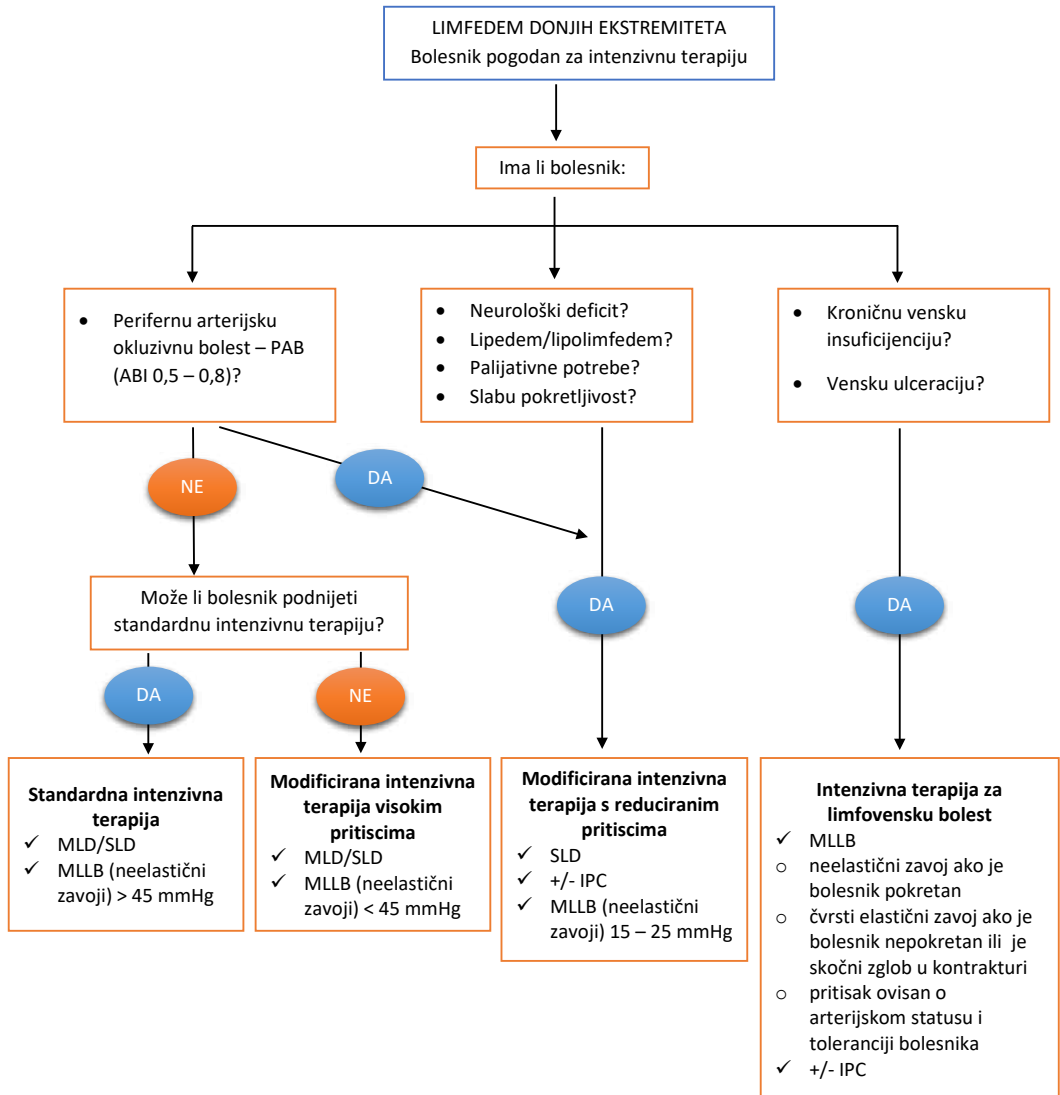 LIMFEDEM DONJIH EKSTREMITETA
Bolesnik pogodan za intenzivnu terapiju
Ima li bolesnik:
• Perifernu arterijsku
okluzivnu bolest – PAB
(ABI 0,5 – 0,8)?
• Neurološki deficit?
• Lipedem/lipolimfedem?
• Palijativne potrebe?
• Slabu pokretljivost?
• Kroničnu vensku
insuficijenciju?
• Vensku ulceraciju?
NE
DA
Može li bolesnik podnijeti
standardnu intenzivnu terapiju?
DA
DA
DA
NE
Standardna intenzivna
terapija
✓ MLD/SLD
✓ MLLB (neelastični
zavoji) > 45 mmHg
Modificirana intenzivna
terapija visokim
pritiscima
✓ MLD/SLD
✓ MLLB (neelastični
zavoji) < 45 mmHg
Modificirana intenzivna
terapija s reduciranim
pritiscima
✓ SLD
✓ +/- IPC
✓ MLLB (neelastični
zavoji) 15 – 25 mmHg
Intenzivna terapija za
limfovensku bolest
✓ MLLB
o neelastični zavoj ako je
bolesnik pokretan
o čvrsti elastični zavoj ako je
bolesnik nepokretan ili je
skočni zglob u kontrakturi
o pritisak ovisan o
arterijskom statusu i
toleranciji bolesnika
✓ +/- IPC